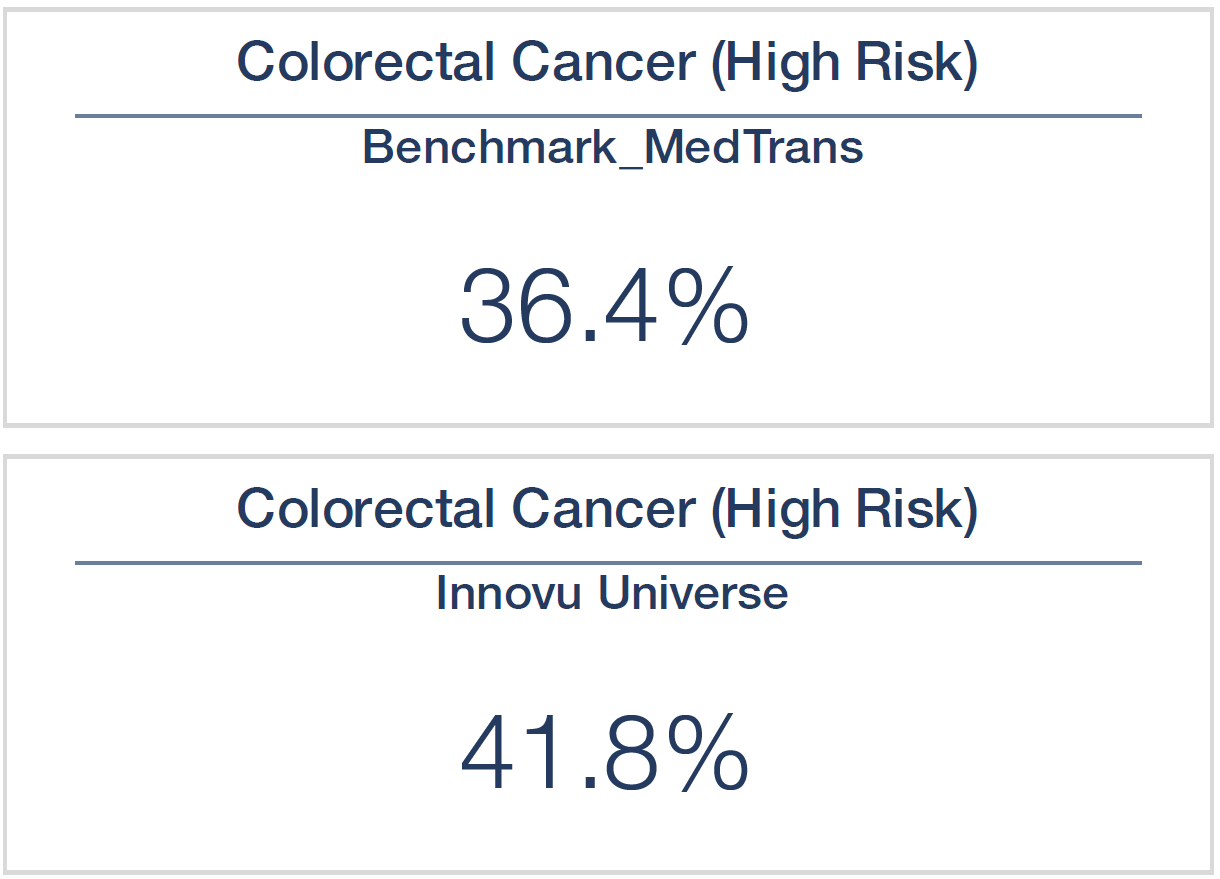 Colorectal Cancer (High Risk)
Benchmark_MedTrans
36.4%
Colorectal Cancer (High Risk)
Innovu Universe
41.8%